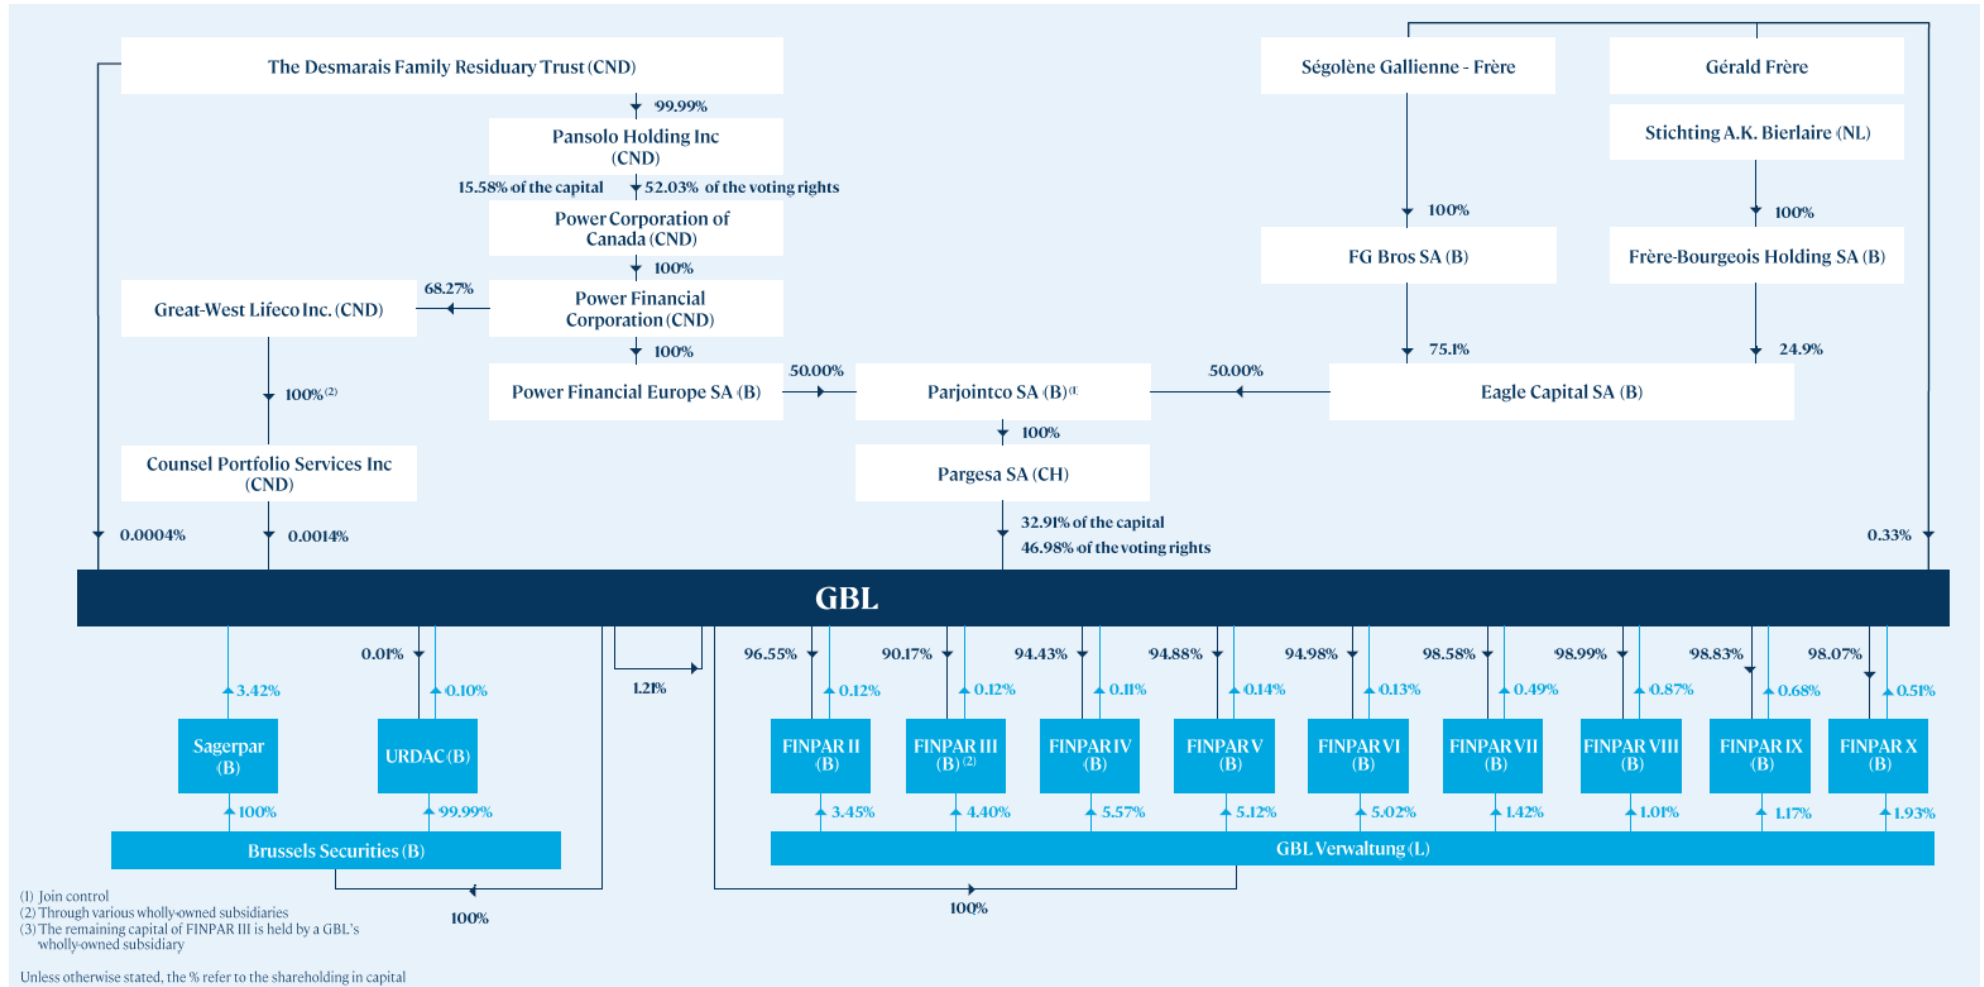 The Desmarais Family Residuary Trust (CND)
Ségolène Gallienne - Frère
Gérald Frère
99.99%
Pansolo Holding Inc
(CND)
Stichting A.K. Bierlaire (NL)
15.58% of the capital
52.03% of the voting rights
100%
100%
Power Corporation of
Canada (CND)
FG Bros SA (B)
Frère-Bourgeois Holding SA (B)
100%
68.27%
Great-West Lifeco Inc. (CND)
Power Financial
Corporation (CND)
100%
75.1%
24.9%
50.00%
50.00%
Power Financial Europe SA (B)
Parjointco SA (B)(1)
Eagle Capital SA (B)
100%(2)
100%
Counsel Portfolio Services Inc
(CND)
Pargesa SA (CH)
0.0004%
0.0014%
32.91% of the capital
46.98% of the voting rights
0.33%
GBL
0.01%
96.55%
90.17%
94.43%
94.88%
94.98%
98.58%
98.99%
98.83%
98.07%
3.42%
0.10%
1.21%
0.12%
0.12%
0.11%
0.14%
0.13%
0.49%
0.87%
0.68%
0.51%
Sagerpar
(B)
URDAC (B)
FINPAR II
(B)
FINPAR III
(B)(2)
FINPAR IV
(B)
FINPAR V
(B)
FINPAR VI
(B)
FINPAR VII
(B)
FINPAR VIII
(B)
FINPAR IX
(B)
FINPAR X
(B)
100%
99.99%
3.45%
4.40%
5.57%
5.12%
5.02%
1.42%
1.01%
1.17%
1.93%
Brussels Securities (B)
GBL Verwaltung (L)
100%
100%
(1) Join control
(2) Through various wholly-owned subsidiaries
(3) The remaining capital of FINPAR III is held by a GBL's
wholly-owned subsidiary
Unless otherwise stated, the % refer to the shareholding in capital